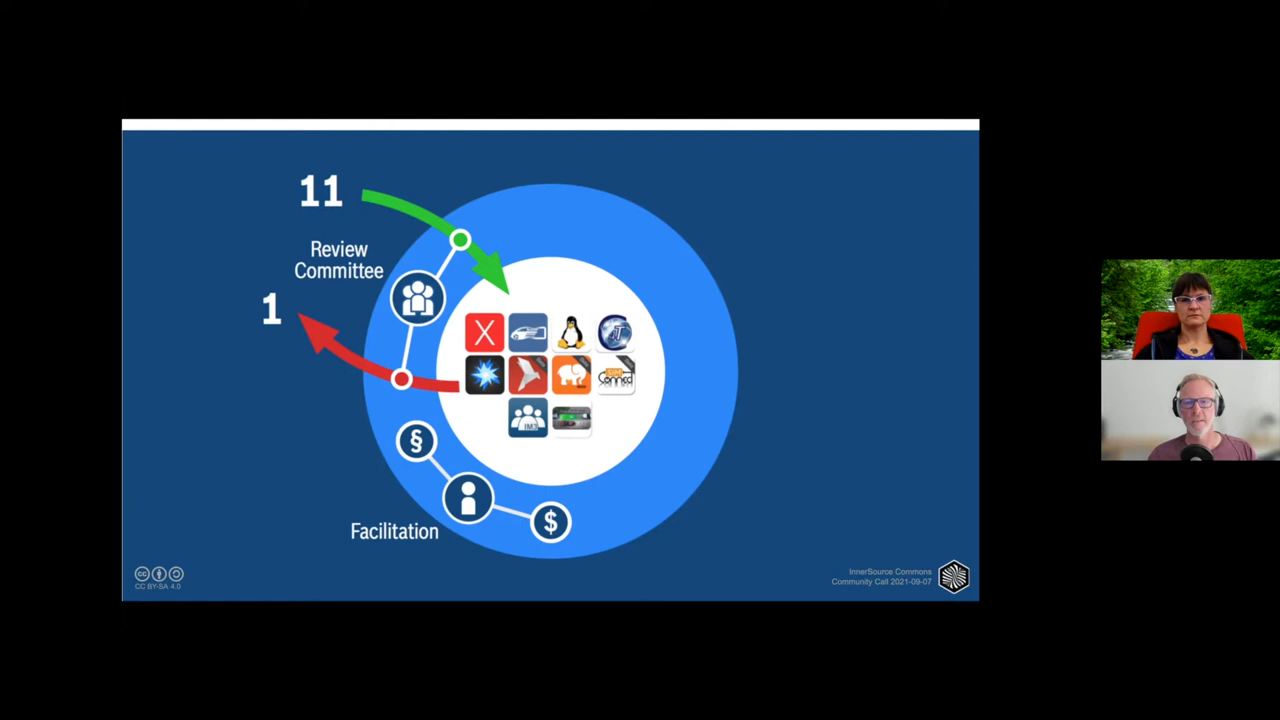 11
Review
Committee
1
§
$
Facilitation
CC BY-SA 4.0
InnerSource Commons
Community Call 2021-09-07